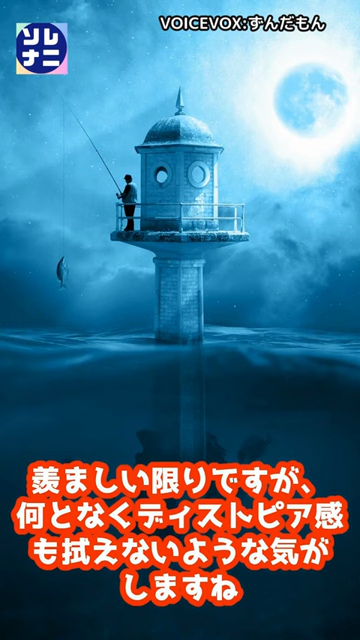 VOICEVOX:ずんだもん
ソレ
ナニ
羨ましい限りですが、
何となくディストピア感
も拭えないような気が
しますね